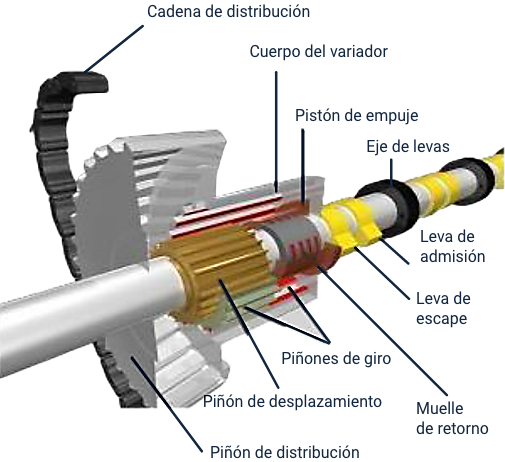 Cadena de distribución
Cuerpo del variador
Pistón de empuje
Eje de levas
Leva de
admisión
Leva de
escape
Piñones de giro
Piñón de desplazamiento
Muelle
de retorno
Piñón de distribución